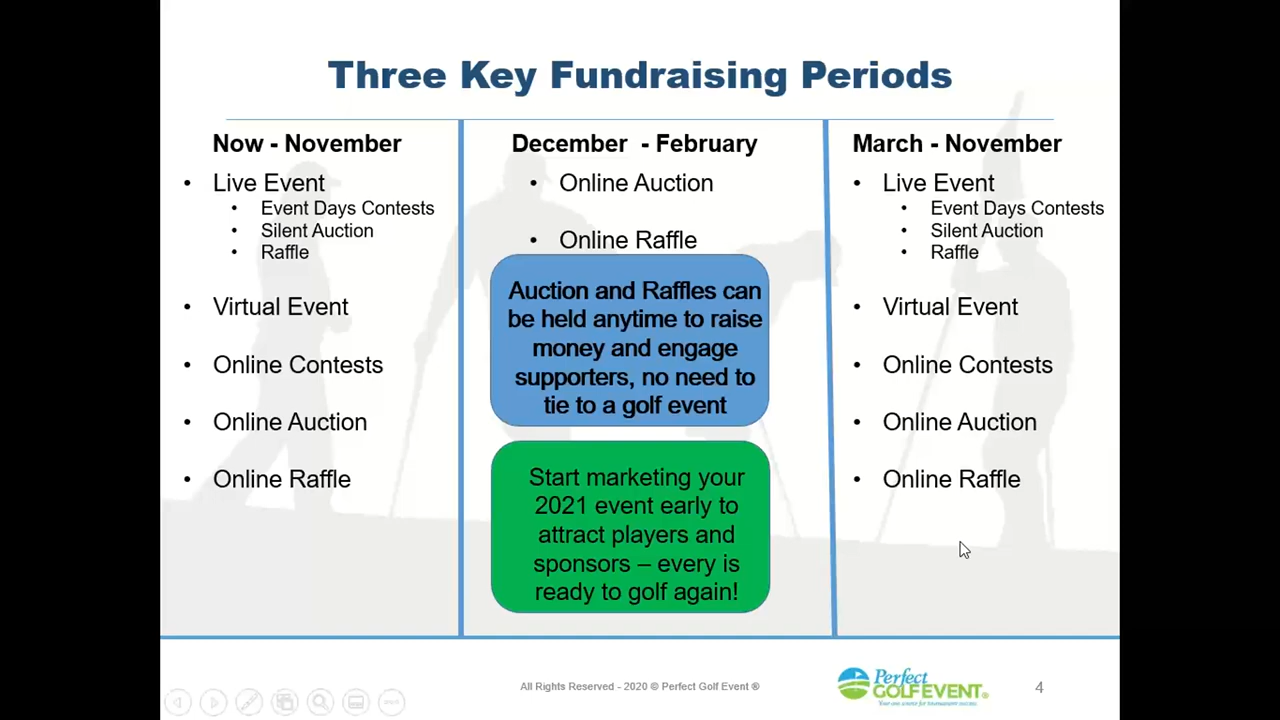 Three Key Fundraising Periods
Now - November
Live Event
Event Days Contests
Silent Auction
Raffle
Virtual Event
Online Contests
Online Auction
Online Raffle
December - February
Online Auction
Online Raffle
Auction and Raffles can
be held anytime to raise
money and engage
supporters, no need to
tie to a golf event
Start marketing your
2021 event early to
attract players and
sponsors – every is
ready to golf again!
March - November
Live Event
Event Days Contests
Silent Auction
Raffle
Virtual Event
Online Contests
Online Auction
Online Raffle
All Rights Reserved - 2020 © Perfect Golf Event ®
Perfect
GOLF EVENT®
4